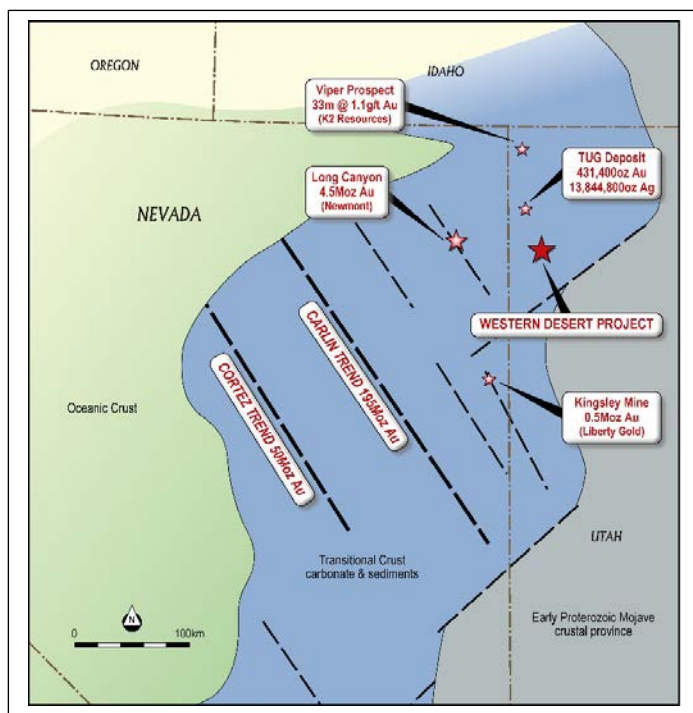 OREGON
IDAHO
Viper Prospect
33m @ 1.1g/t Au
(K2 Resources)
TUG Deposit
431,400oz Au
13,844,800oz Ag
Long Canyon
4.5Moz Au
(Newmont)
NEVADA
WESTERN DESERT PROJECT
CARLIN TREND 195Moz Au
CORTEZ TREND 50Moz Au
Kingsley Mine
0.5Moz Au
(Liberty Gold)
Oceanic Crust
UTAH
Transitional Crust
carbonate & sediments
Early Proterozoic Mojave
crustal province
N
0 100km